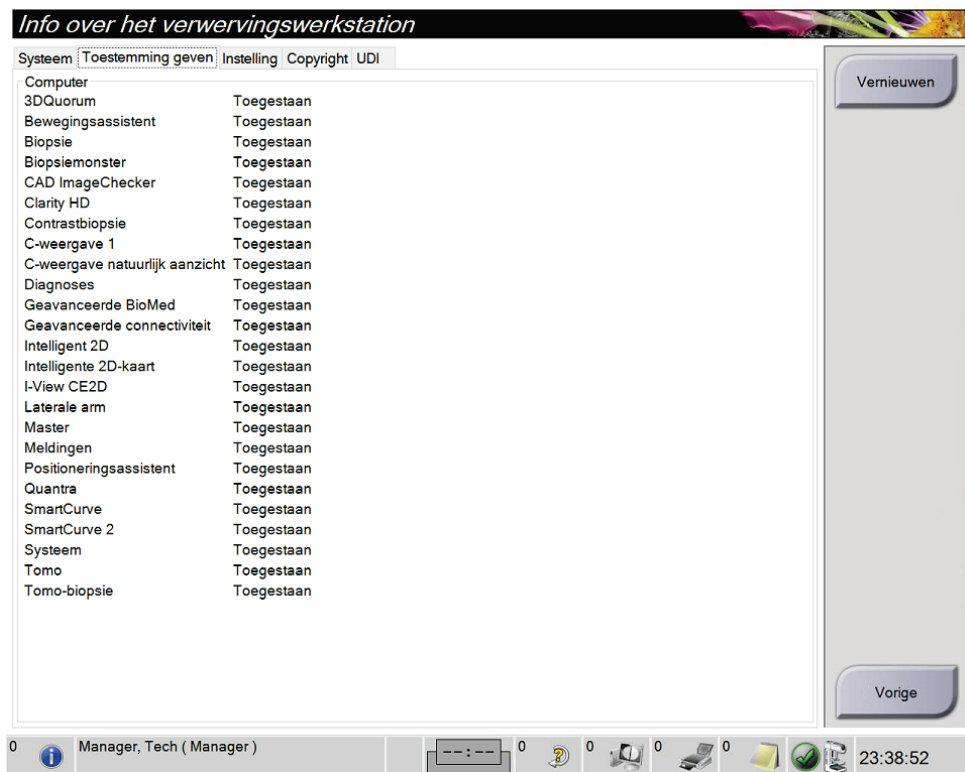 Info over het verwervingswerkstation
Systeem Toestemming geven Instelling Copyright UDI
Vernieuwen
Computer
3DQuorum Toegestaan
Bewegingsassistent Toegestaan
Biopsie Toegestaan
Biopsiemonster Toegestaan
CAD ImageChecker Toegestaan
Clarity HD Toegestaan
Contrastbiopsie Toegestaan
C-weergave 1 Toegestaan
C-weergave natuurlijk aanzicht Toegestaan
Diagnoses Toegestaan
Geavanceerde BioMed Toegestaan
Geavanceerde connectiviteit Toegestaan
Intelligent 2D Toegestaan
Intelligente 2D-kaart Toegestaan
I-View CE2D Toegestaan
Laterale arm Toegestaan
Master Toegestaan
Meldingen Toegestaan
Positioneringsassistent Toegestaan
Quantra Toegestaan
SmartCurve Toegestaan
SmartCurve 2 Toegestaan
Systeem Toegestaan
Tomo Toegestaan
Tomo-biopsie Toegestaan
Vorige
0 Manager, Tech ( Manager ) --:-- 0 0 0 0 23:38:52